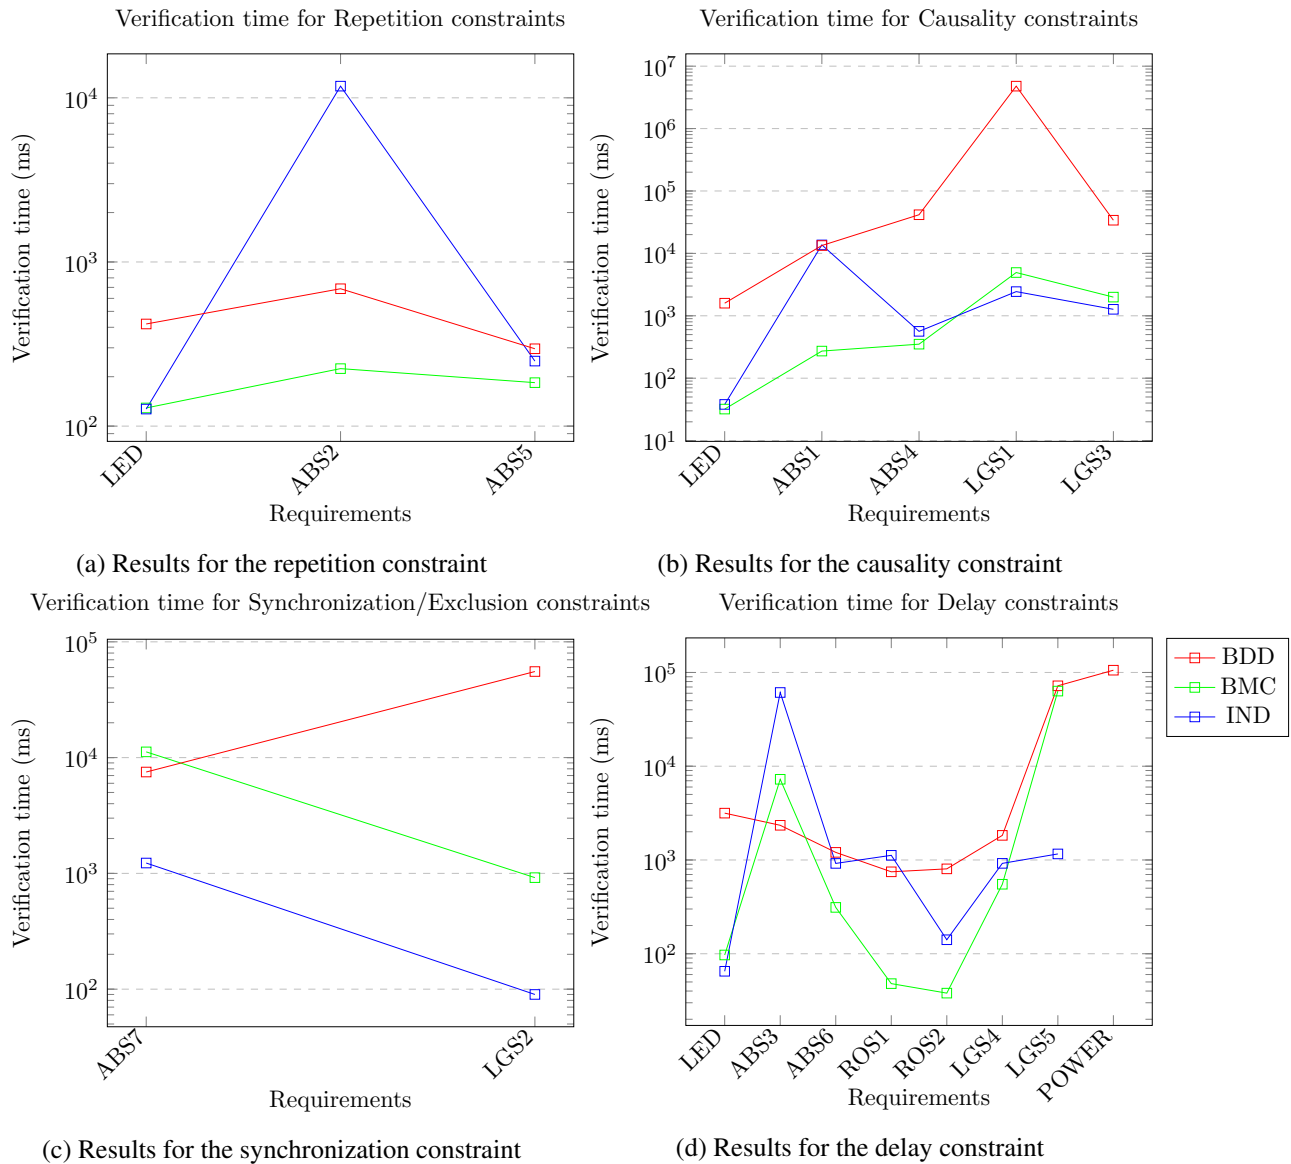 Verification time for Repetition constraints
Verification time (ms)
10^4
10^3
10^2
LED
ABS2
ABS5
Requirements
(a) Results for the repetition constraint
Verification time for Causality constraints
Verification time (ms)
10^7
10^6
10^5
10^4
10^3
10^2
10^1
LED
ABS1
ABS4
LGS1
LGS3
Requirements
(b) Results for the causality constraint
Verification time for Synchronization/Exclusion constraints
Verification time (ms)
10^5
10^4
10^3
10^2
ABS7
LGS2
Requirements
(c) Results for the synchronization constraint
Verification time for Delay constraints
Verification time (ms)
10^5
10^4
10^3
10^2
LED
ABS3
ABS6
ROS1
ROS2
LGS4
LGS5
POWER
Requirements
BDD
BMC
IND
(d) Results for the delay constraint